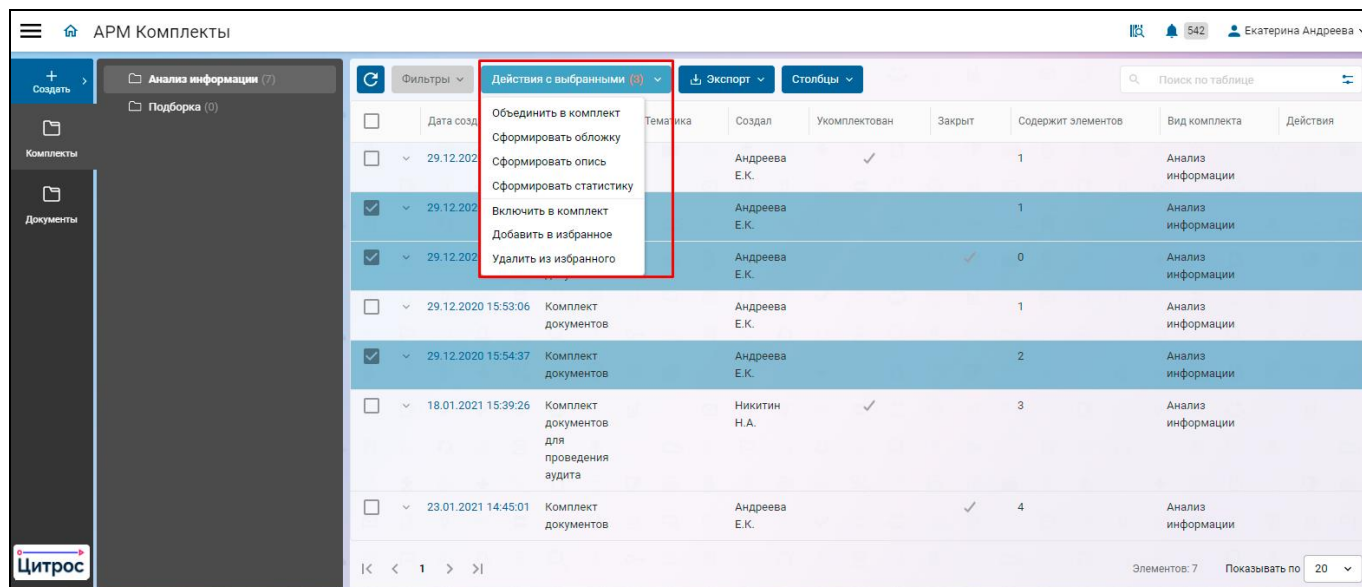 АРМ Комплекты
542 Екатерина Андреева
+
Создать
Комплекты
Документы
Анализ информации (7)
Подборка (0)
Фильтры Действия с выбранными (3) Экспорт Столбцы Поиск по таблице
Объединить в комплект
Сформировать обложку
Сформировать опись
Сформировать статистику
Включить в комплект
Добавить в избранное
Удалить из избранного
Дата созд Тематика Создал Укомплектован Закрыт Содержит элементов Вид комплекта Действия
29.12.202 Андреева 1 Анализ
Е.К. информации
29.12.202 Андреева 1 Анализ
Е.К. информации
29.12.202 Андреева 0 Анализ
Е.К. информации
29.12.2020 15:53:06 Комплект Андреева 1 Анализ
документов Е.К. информации
29.12.2020 15:54:37 Комплект Андреева 2 Анализ
документов Е.К. информации
18.01.2021 15:39:26 Комплект Никитин 3 Анализ
документов Н.А. информации
для
проведения
аудита
23.01.2021 14:45:01 Комплект Андреева 4 Анализ
документов Е.К. информации
Цитрос
1 Элементов: 7 Показывать по 20